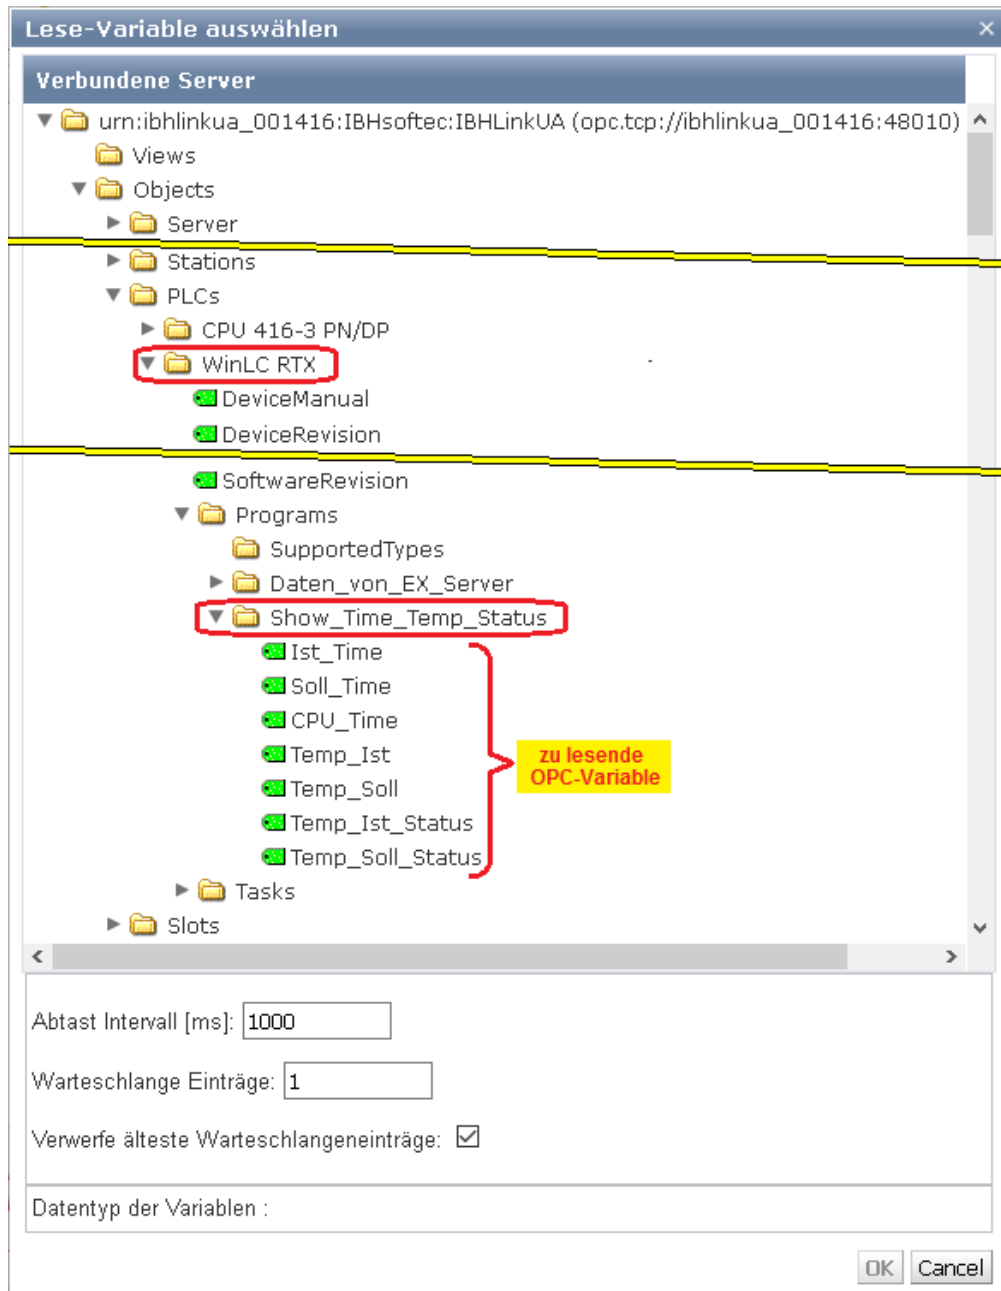 Lese-Variable auswählen
Verbundene Server
urn:ibhlinkua_001416:IBHsoftec:IBHLinkUA (opc.tcp://ibhlinkua_001416:48010)
Views
Objects
Server
Stations
PLCs
CPU 416-3 PN/DP
WinLC RTX
DeviceManual
DeviceRevision
SoftwareRevision
Programs
SupportedTypes
Daten_von_EX_Server
Show_Time_Temp_Status
Ist_Time
Soll_Time
CPU_Time
Temp_Ist
zu lesende
OPC-Variable
Temp_Soll
Temp_Ist_Status
Temp_Soll_Status
Tasks
Slots
Abtast Intervall [ms]: 1000
Warteschlange Einträge: 1
Verwerfe älteste Warteschlangeneinträge:
Datentyp der Variablen :
OK Cancel